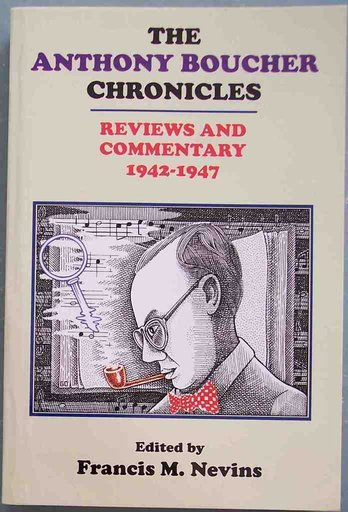 THE
ANTHONY BOUCHER
CHRONICLES
REVIEWS AND
COMMENTARY
1942-1947
Edited by
Francis M. Nevins